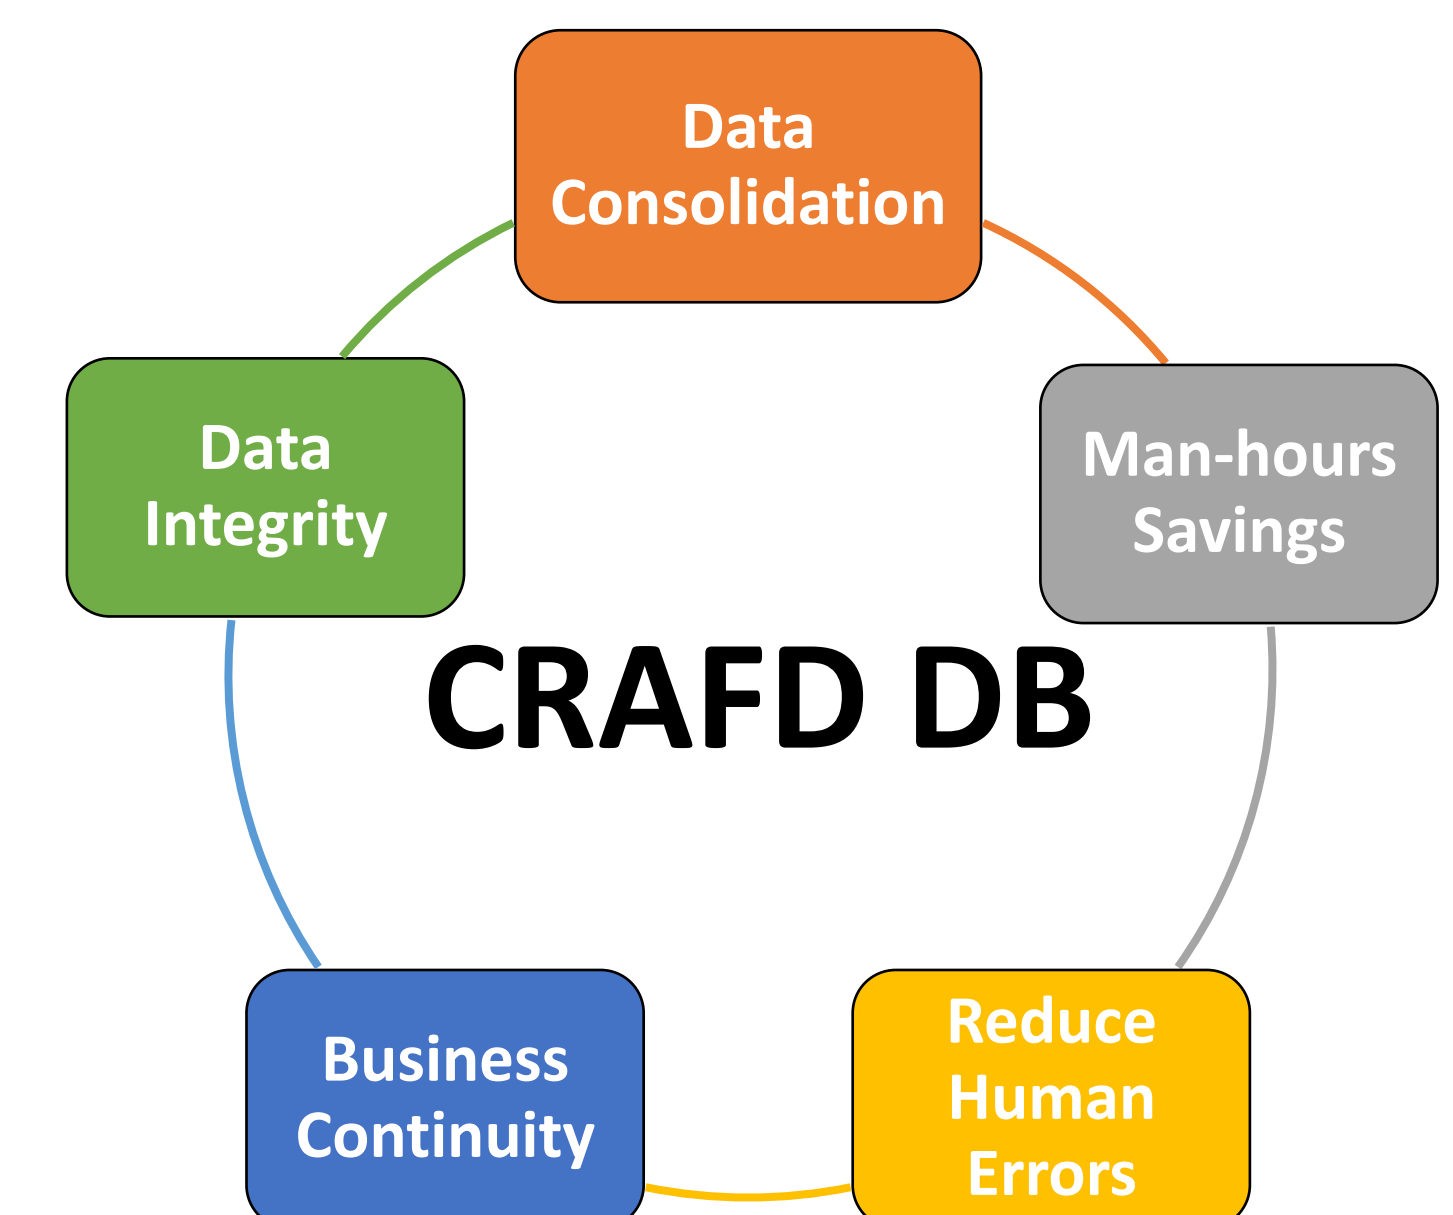 Data
Consolidation
Man-hours
Savings
Reduce
Human
Errors
Business
Continuity
Data
Integrity
CRAFD DB